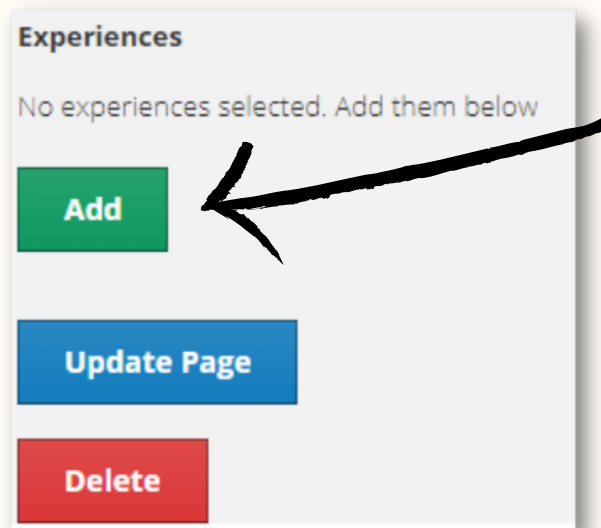 Experiences
No experiences selected. Add them below
Add
Update Page
Delete